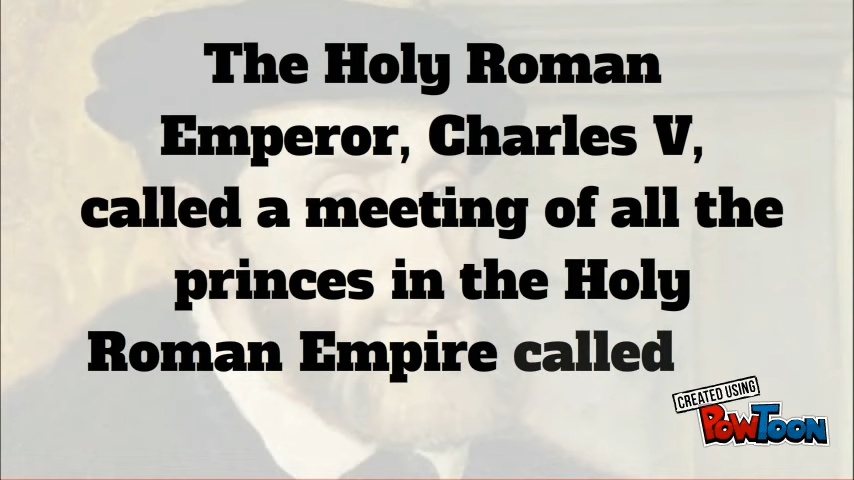 The Holy Roman
Emperor, Charles V,
called a meeting of all the
princes in the Holy
Roman Empire called
CREATED USING
POWTOON